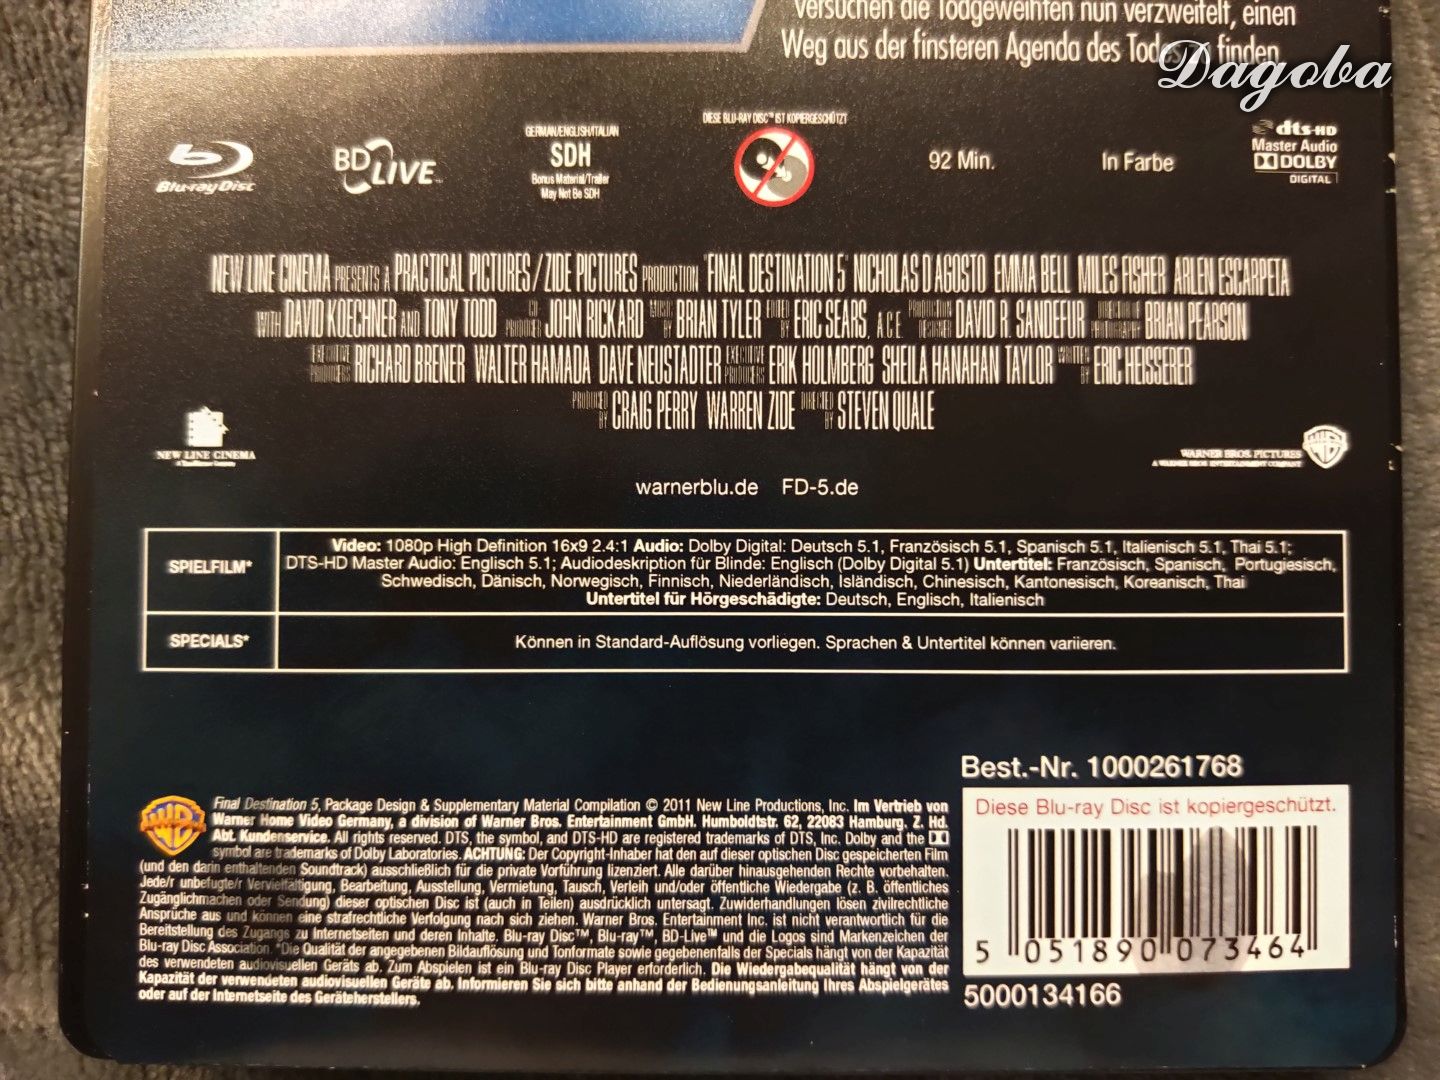 versuchen die Todgeweihten nun verzweifelt, einen
Weg aus der finsteren Agenda des Todes zu finden
Dagoba
DIESE BLU-RAY DISC™ IST KOPIERGESCHÜTZT
Blu-ray Disc
BD LIVE™
GERMAN/ENGLISH/ITALIAN
SDH
Bonus Material/Trailer
May Not Be SDH
92 Min.
In Farbe
dts-HD
Master Audio
DOLBY
DIGITAL
NEW LINE CINEMA PRESENTS A PRACTICAL PICTURES/ZIDE PICTURES PRODUCTION "FINAL DESTINATION 5" NICHOLAS D'AGOSTO EMMA BELL MILES FISHER ARLEN ESCARPETA
WITH DAVID KOECHNER AND TONY TODD CO PRODUCER JOHN RICKARD MUSIC BY BRIAN TYLER EDITED BY ERIC SEARS, A.C.E. PRODUCTION DESIGNER DAVID R. SANDEFUR DIRECTOR OF PHOTOGRAPHY BRIAN PEARSON
EXECUTIVE PRODUCERS RICHARD BRENER WALTER HAMADA DAVE NEUSTADTER EXECUTIVE PRODUCERS ERIK HOLMBERG SHEILA HANAHAN TAYLOR WRITTEN BY ERIC HEISSERER
PRODUCED BY CRAIG PERRY WARREN ZIDE DIRECTED BY STEVEN QUALE
NEW LINE CINEMA
WARNER BROS. PICTURES
A WARNER BROS. ENTERTAINMENT COMPANY
warnerblu.de FD-5.de
SPIELFILM*
Video: 1080p High Definition 16x9 2.4:1 Audio: Dolby Digital: Deutsch 5.1, Französisch 5.1, Spanisch 5.1, Italienisch 5.1, Thai 5.1;
DTS-HD Master Audio: Englisch 5.1; Audiodeskription für Blinde: Englisch (Dolby Digital 5.1) Untertitel: Französisch, Spanisch, Portugiesisch,
Schwedisch, Dänisch, Norwegisch, Finnisch, Niederländisch, Isländisch, Chinesisch, Kantonesisch, Koreanisch, Thai
Untertitel für Hörgeschädigte: Deutsch, Englisch, Italienisch
SPECIALS*
Können in Standard-Auflösung vorliegen. Sprachen & Untertitel können variieren.
Final Destination 5, Package Design & Supplementary Material Compilation © 2011 New Line Productions, Inc. Im Vertrieb von
Warner Home Video Germany, a division of Warner Bros. Entertainment GmbH. Humboldtstr. 62, 22083 Hamburg. Z. Hd.
Abt. Kundenservice. All rights reserved. DTS, the symbol, and DTS-HD are registered trademarks of DTS, Inc. Dolby and the
symbol are trademarks of Dolby Laboratories. ACHTUNG: Der Copyright-Inhaber hat den auf dieser optischen Disc gespeicherten Film
(und den darin enthaltenden Soundtrack) ausschließlich für die private Vorführung lizenziert. Alle darüber hinausgehenden Rechte vorbehalten.
Jede/r unbefugte/r Vervielfältigung, Bearbeitung, Ausstellung, Vermietung, Tausch, Verleih und/oder öffentliche Wiedergabe (z. B. öffentliches
Zugänglichmachen oder Sendung) dieser optischen Disc ist (auch in Teilen) ausdrücklich untersagt. Zuwiderhandlungen lösen zivilrechtliche
Ansprüche aus und können eine strafrechtliche Verfolgung nach sich ziehen. Warner Bros. Entertainment Inc. ist nicht verantwortlich für die
Bereitstellung des Zugangs zu Internetseiten und deren Inhalte. Blu-ray Disc™, Blu-ray™, BD-Live™ und die Logos sind Markenzeichen der
Blu-ray Disc Association. *Die Qualität der angegebenen Bildauflösung und Tonformate sowie gegebenenfalls der Specials hängt von der Kapazität
des verwendeten audiovisuellen Geräts ab. Zum Abspielen ist ein Blu-ray Disc Player erforderlich. Die Wiedergabequalität hängt von der
Kapazität der verwendeten audiovisuellen Geräte ab. Informieren Sie sich bitte anhand der Bedienungsanleitung Ihres Abspielgerätes
oder auf der Internetseite des Geräteherstellers.
Best.-Nr. 1000261768
Diese Blu-ray Disc ist kopiergeschützt.
5 051890 073464
5000134166